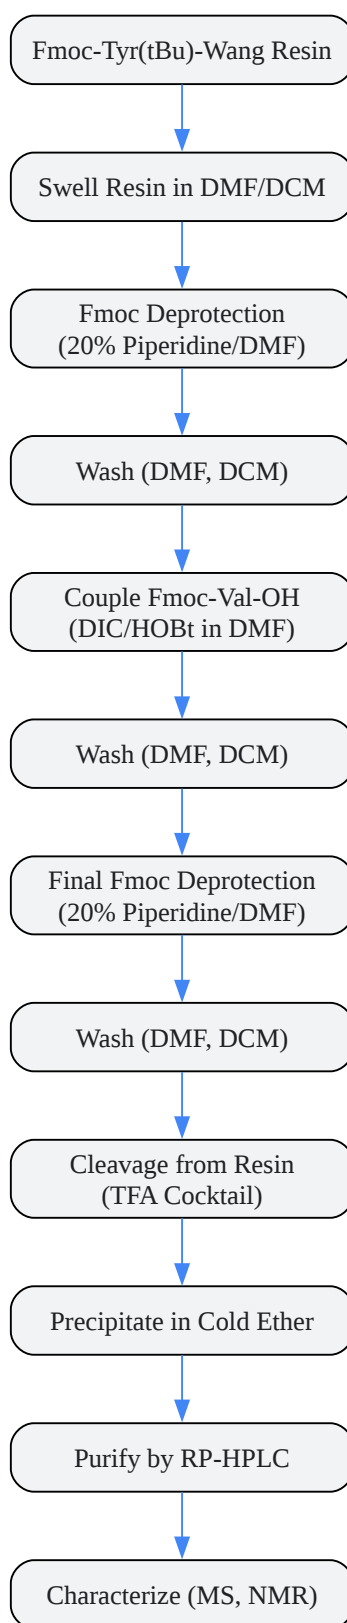 Fmoc-Tyr(tBu)-Wang Resin
Swell Resin in DMF/DCM
Fmoc Deprotection
(20% Piperidine/DMF)
Wash (DMF, DCM)
Couple Fmoc-Val-OH
(DIC/HOBt in DMF)
Wash (DMF, DCM)
Final Fmoc Deprotection
(20% Piperidine/DMF)
Wash (DMF, DCM)
Cleavage from Resin
(TFA Cocktail)
Precipitate in Cold Ether
Purify by RP-HPLC
Characterize (MS, NMR)